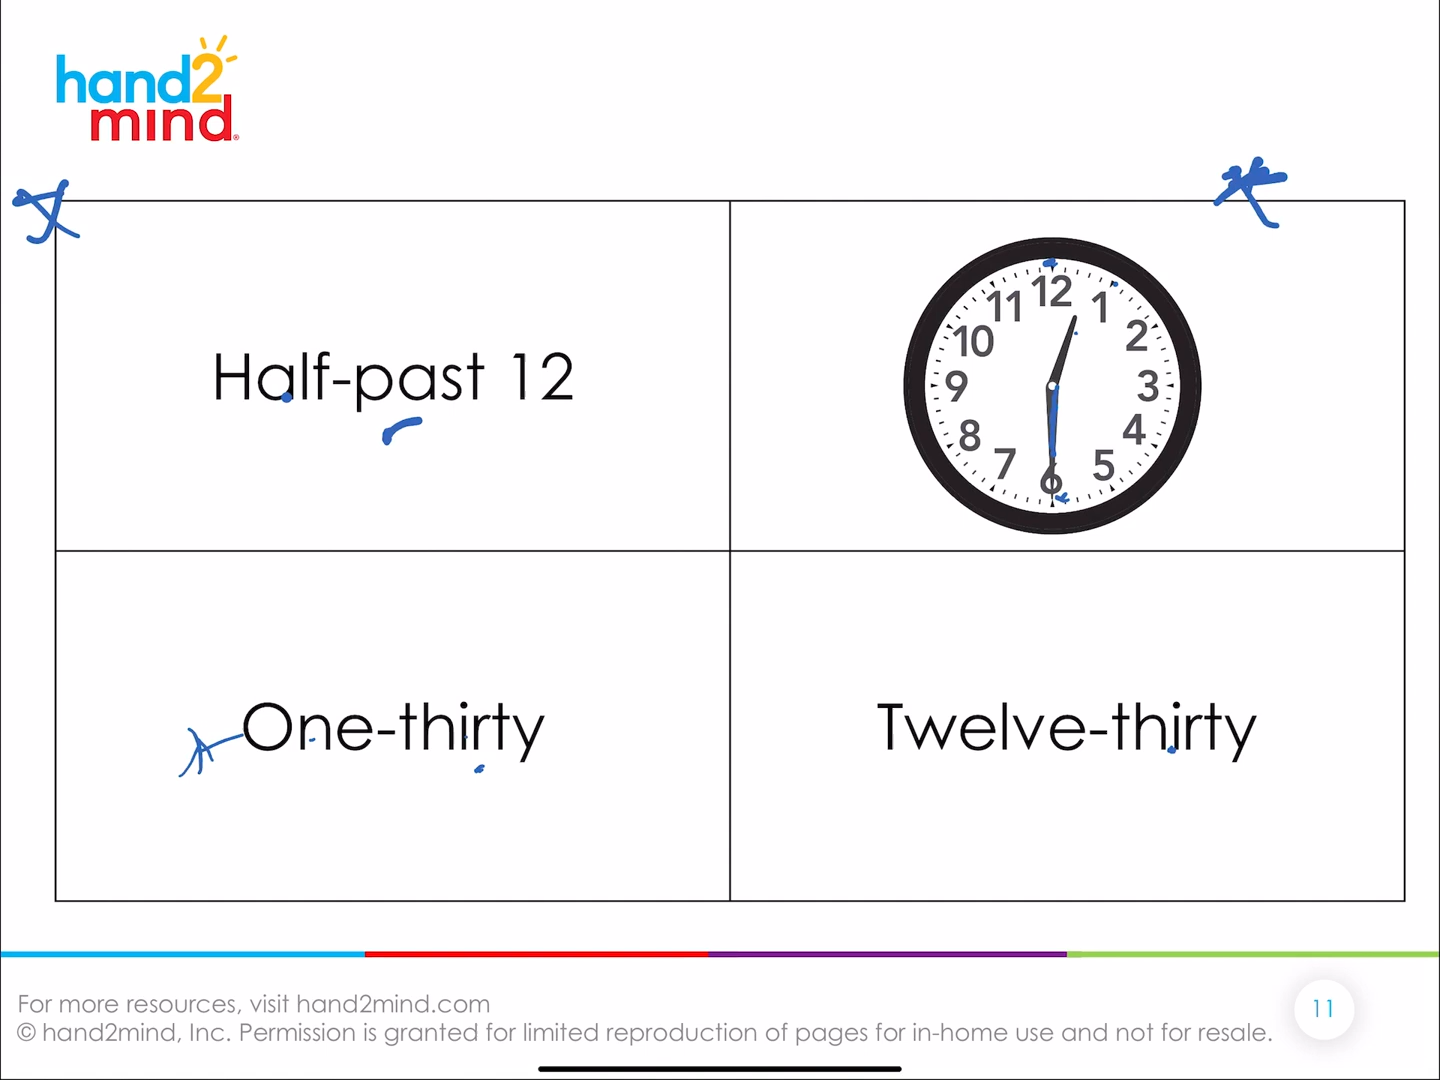 hand2
mind®
Half-past 12
12
11
1
10
2
9
3
8
4
7
5
6
One-thirty
Twelve-thirty
For more resources, visit hand2mind.com
© hand2mind, Inc. Permission is granted for limited reproduction of pages for in-home use and not for resale.
11